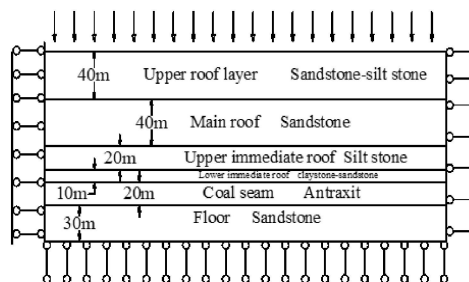 40m Upper roof layer Sandstone-silt stone
40m Main roof Sandstone
20m Upper immediate roof Silt stone
Lower immediate roof claystone-sandstone
10m 20m Coal seam Antraxit
30m Floor Sandstone